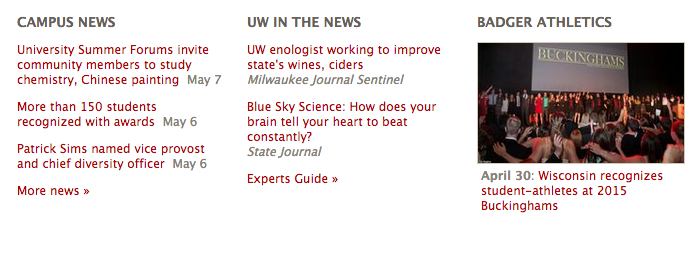 CAMPUS NEWS
University Summer Forums invite
community members to study
chemistry, Chinese painting May 7
More than 150 students
recognized with awards May 6
Patrick Sims named vice provost
and chief diversity officer May 6
More news »
UW IN THE NEWS
UW enologist working to improve
state's wines, ciders
Milwaukee Journal Sentinel
Blue Sky Science: How does your
brain tell your heart to beat
constantly?
State Journal
Experts Guide »
BADGER ATHLETICS
BUCKINGHAMS
April 30: Wisconsin recognizes
student-athletes at 2015
Buckinghams